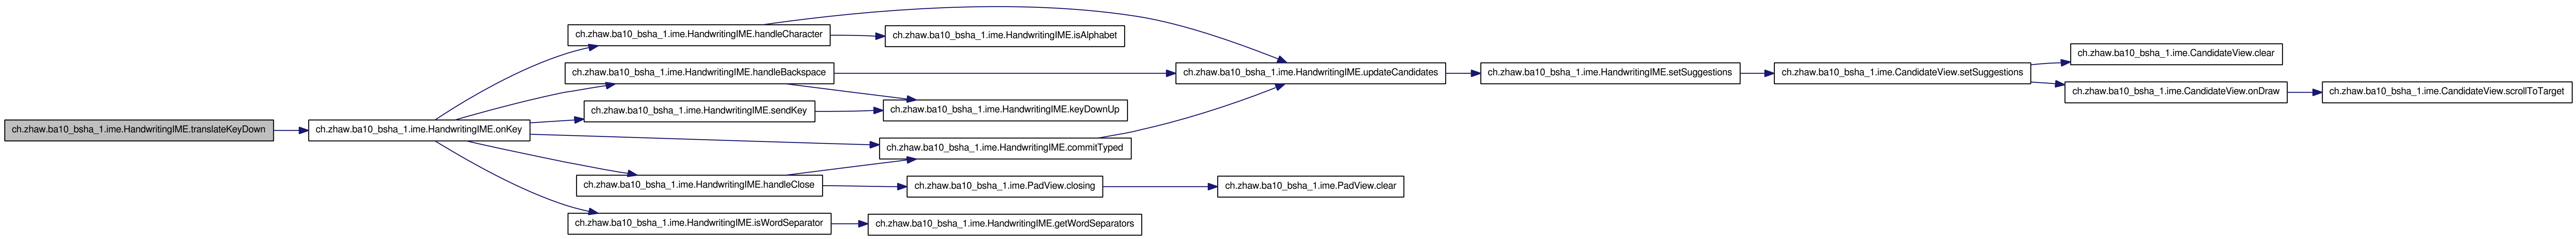 ch.zhaw.ba10_bsha_1.ime.HandwritingIME.translateKeyDown
ch.zhaw.ba10_bsha_1.ime.HandwritingIME.onKey
ch.zhaw.ba10_bsha_1.ime.HandwritingIME.handleCharacter
ch.zhaw.ba10_bsha_1.ime.HandwritingIME.handleBackspace
ch.zhaw.ba10_bsha_1.ime.HandwritingIME.sendKey
ch.zhaw.ba10_bsha_1.ime.HandwritingIME.handleClose
ch.zhaw.ba10_bsha_1.ime.HandwritingIME.isWordSeparator
ch.zhaw.ba10_bsha_1.ime.HandwritingIME.isAlphabet
ch.zhaw.ba10_bsha_1.ime.HandwritingIME.keyDownUp
ch.zhaw.ba10_bsha_1.ime.HandwritingIME.commitTyped
ch.zhaw.ba10_bsha_1.ime.PadView.closing
ch.zhaw.ba10_bsha_1.ime.HandwritingIME.getWordSeparators
ch.zhaw.ba10_bsha_1.ime.HandwritingIME.updateCandidates
ch.zhaw.ba10_bsha_1.ime.PadView.clear
ch.zhaw.ba10_bsha_1.ime.HandwritingIME.setSuggestions
ch.zhaw.ba10_bsha_1.ime.CandidateView.setSuggestions
ch.zhaw.ba10_bsha_1.ime.CandidateView.clear
ch.zhaw.ba10_bsha_1.ime.CandidateView.onDraw
ch.zhaw.ba10_bsha_1.ime.CandidateView.scrollToTarget